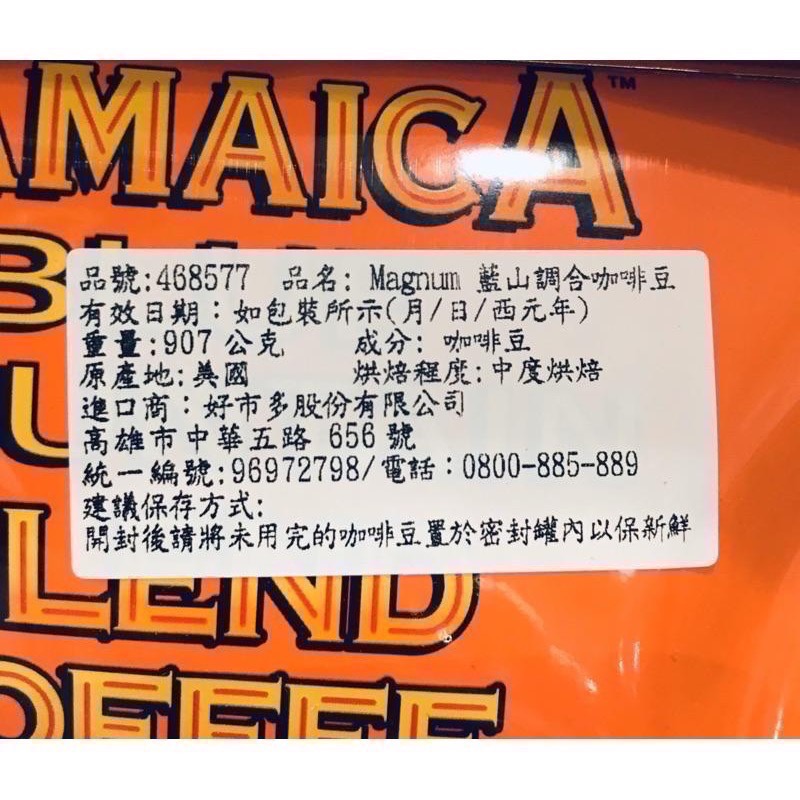 AMAICA™
品號:468577 品名: Magnum 藍山調合咖啡豆
有效日期：如包裝所示(月/日/西元年)
重量:907 公克 成分: 咖啡豆
原產地:美國 烘焙程度:中度烘焙
進口商：好市多股份有限公司
高雄市中華五路 656 號
統一編號:96972798/電話：0800-885-889
建議保存方式:
開封後請將未用完的咖啡豆置於密封罐內以保新鮮
LEND
OFFEE